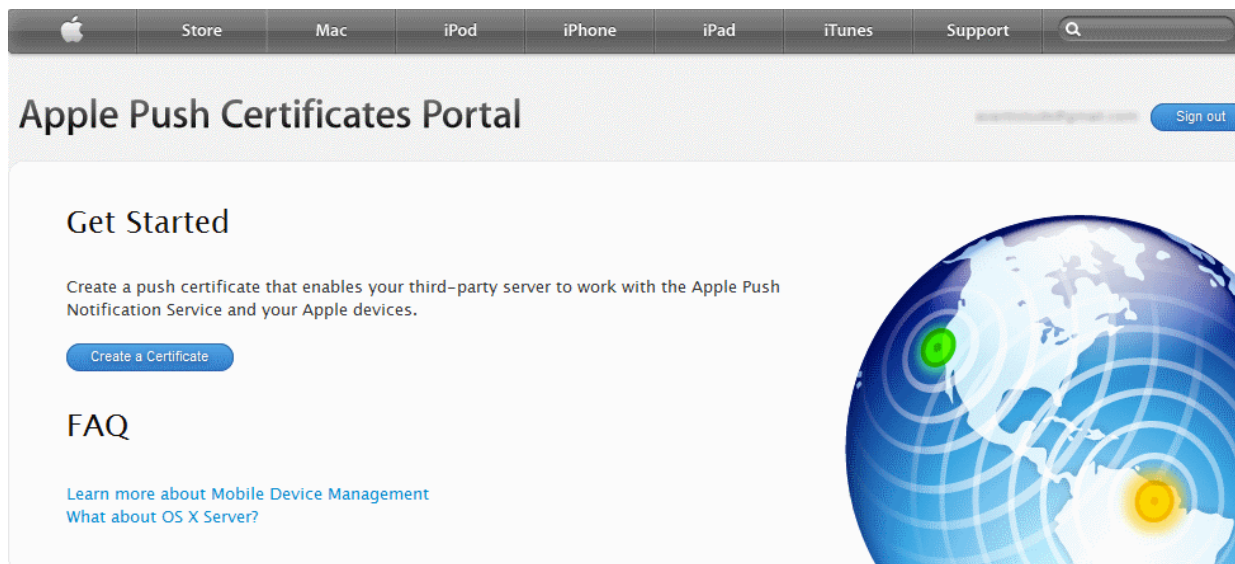 Store Mac iPod iPhone iPad iTunes Support
Apple Push Certificates Portal
Sign out
Get Started
Create a push certificate that enables your third-party server to work with the Apple Push
Notification Service and your Apple devices.
Create a Certificate
FAQ
Learn more about Mobile Device Management
What about OS X Server?